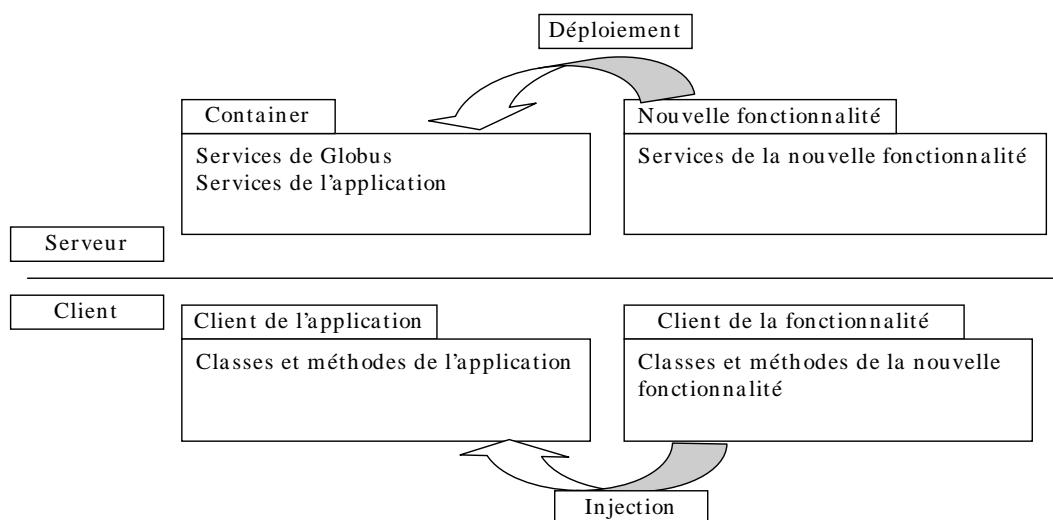 Déploiement
Container
Nouvelle fonctionnalité
Services de Globus
Services de l'application
Services de la nouvelle fonctionnalité
Serveur
Client
Client de l'application
Client de la fonctionnalité
Classes et méthodes de l'application
Classes et méthodes de la nouvelle
fonctionnalité
Injection